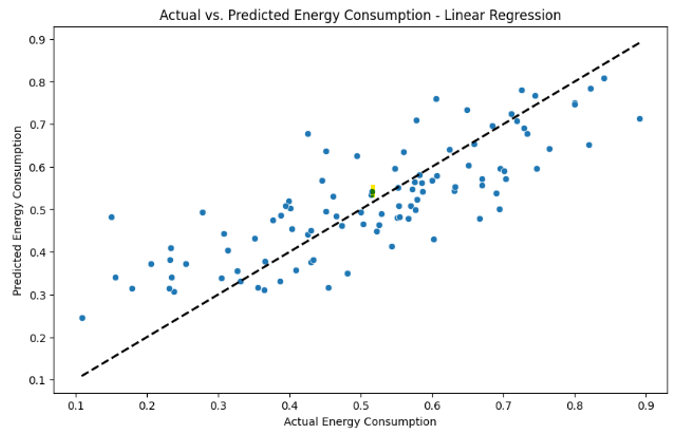 Actual vs. Predicted Energy Consumption - Linear Regression
0.9
0.8
0.7
0.6
0.5
0.4
0.3
0.2
0.1
Predicted Energy Consumption
0.1 0.2 0.3 0.4 0.5 0.6 0.7 0.8 0.9
Actual Energy Consumption